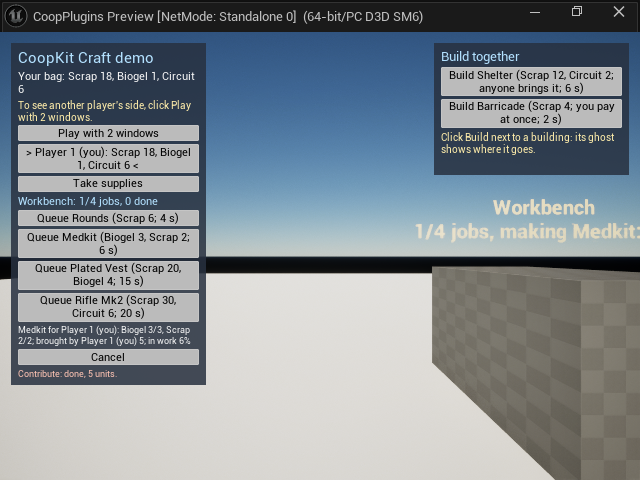 CoopPlugins Preview [NetMode: Standalone 0] (64-bit/PC D3D SM6)
CoopKit Craft demo
Your bag: Scrap 18, Biogel 1, Circuit
6
To see another player's side, click Play
with 2 windows.
Play with 2 windows
> Player 1 (you): Scrap 18, Biogel
1, Circuit 6 <
Take supplies
Workbench: 1/4 jobs, 0 done
Queue Rounds (Scrap 6; 4 s)
Queue Medkit (Biogel 3, Scrap 2;
6 s)
Queue Plated Vest (Scrap 20,
Biogel 4; 15 s)
Queue Rifle Mk2 (Scrap 30,
Circuit 6; 20 s)
Medkit for Player 1 (you): Biogel 3/3, Scrap
2/2; brought by Player 1 (you) 5; in work 6%
Cancel
Contribute: done, 5 units.
Build together
Build Shelter (Scrap 12, Circuit 2;
anyone brings it; 6 s)
Build Barricade (Scrap 4; you pay
at once; 2 s)
Click Build next to a building: its ghost
shows where it goes.
Workbench
1/4 jobs, making Medkit: